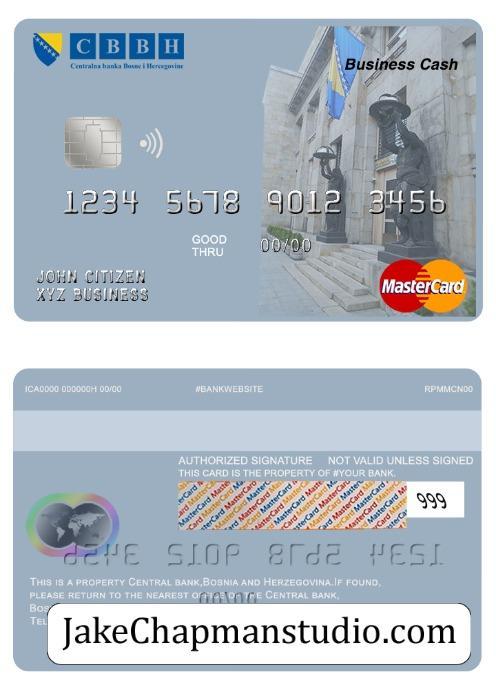 C B B H
Centralna banka Bosne i Hercegovine
Business Cash
1234 5678 9012 3456
GOOD
THRU 00/00
JOHN CITIZEN
XYZ BUSINESS
MasterCard
ICA0000 000000H 00/00 #BANKWEBSITE RPMMCN00
AUTHORIZED SIGNATURE NOT VALID UNLESS SIGNED
THIS CARD IS THE PROPERTY OF #YOUR BANK.
999
1234 5678 9012 3456
THIS IS A PROPERTY CENTRAL BANK,BOSNIA AND HERZEGOVINA.IF FOUND,
PLEASE RETURN TO THE NEAREST OFFICE OF THE CENTRAL BANK,
JakeChapmanstudio.com